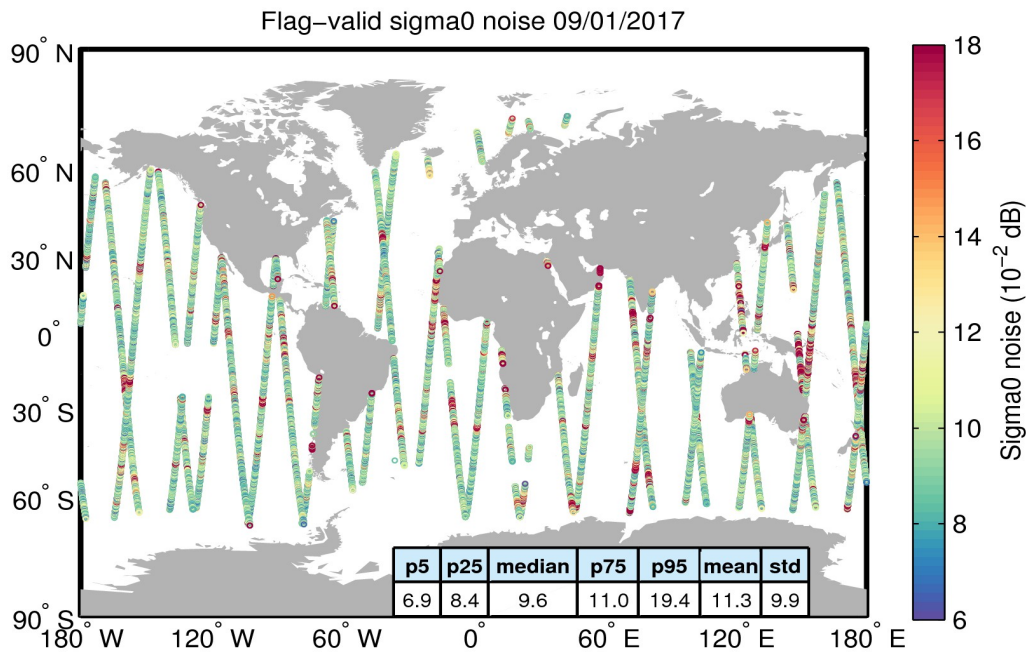 Flag−valid sigma0 noise 09/01/2017
90° N
60° N
30° N
0°
30° S
60° S
90° S
180° W 120° W 60° W 0° 60° E 120° E 180° E
p5 p25 median p75 p95 mean std
6.9 8.4 9.6 11.0 19.4 11.3 9.9
18
16
14
12
10
8
6
Sigma0 noise (10⁻² dB)